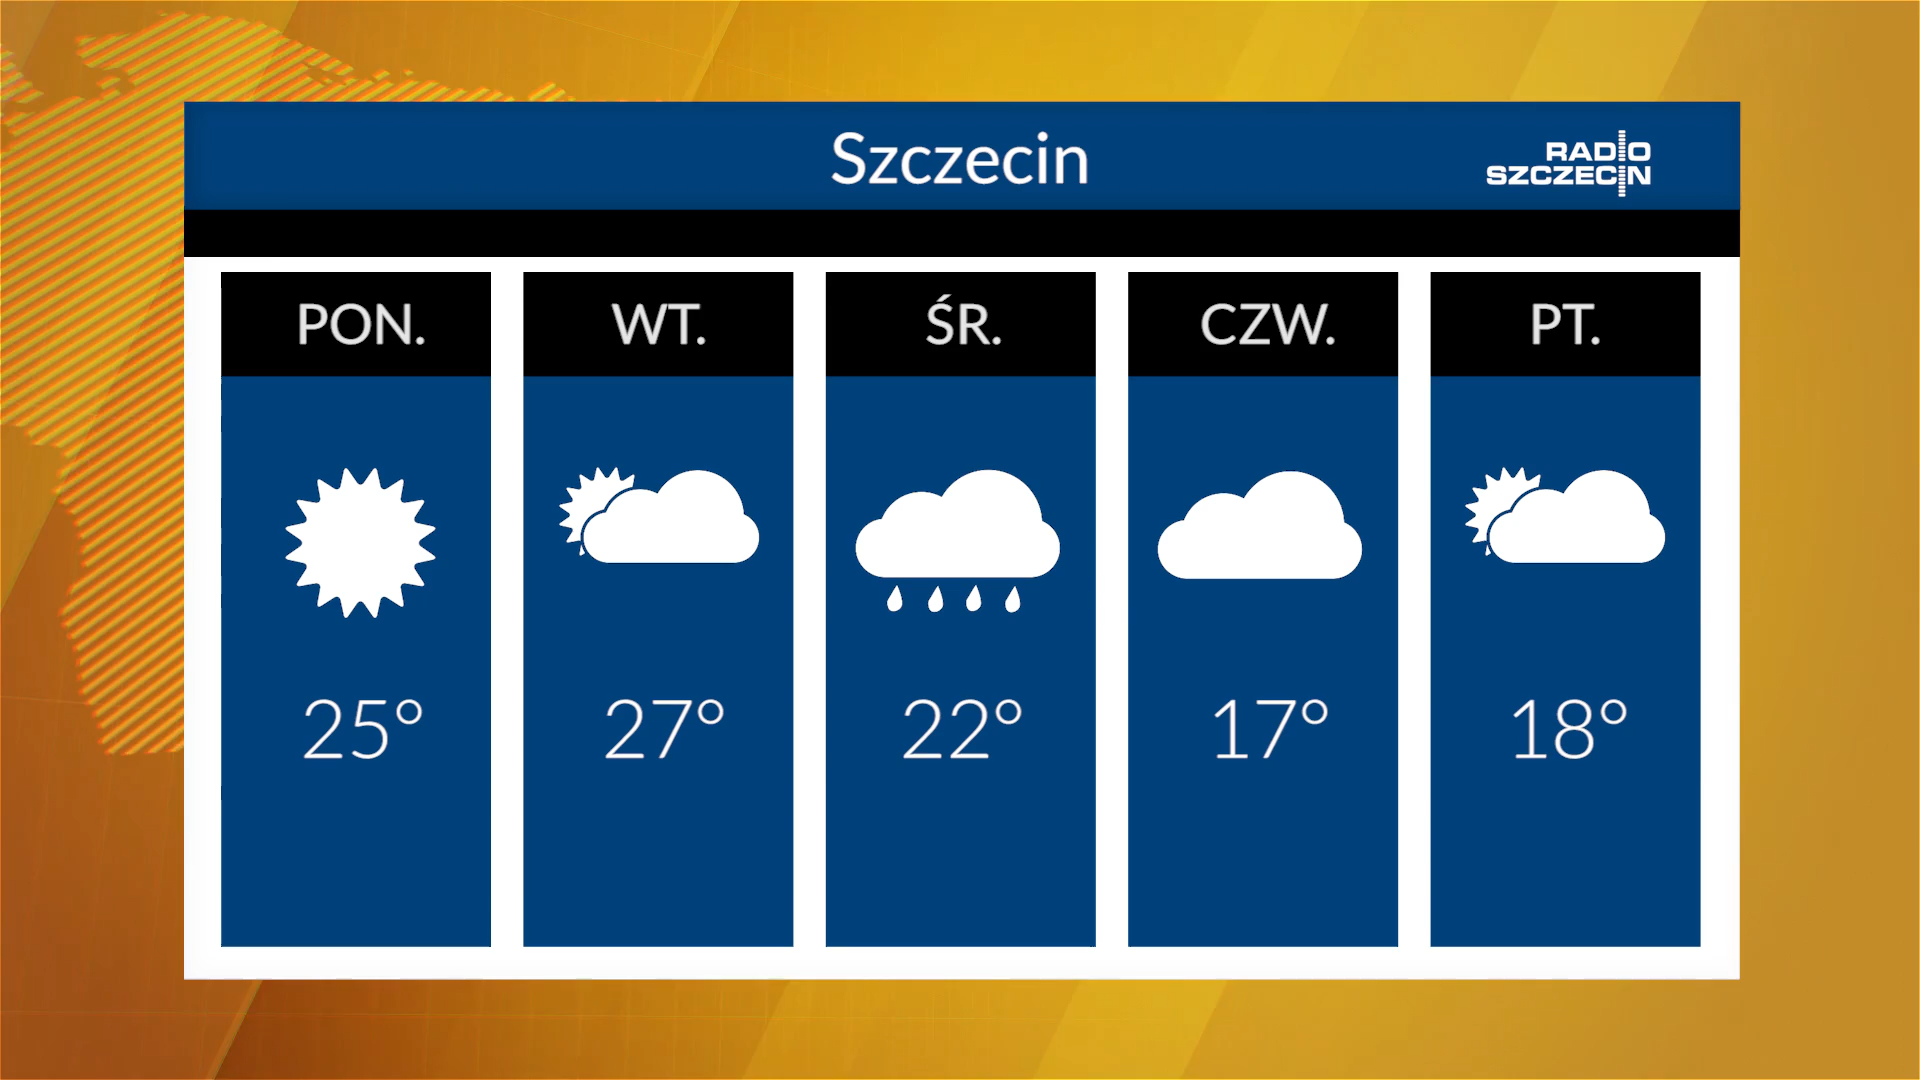 Szczecin
RADIO
SZCZECIN
PON.
WT.
ŚR.
CZW.
PT.
25°
27°
22°
17°
18°